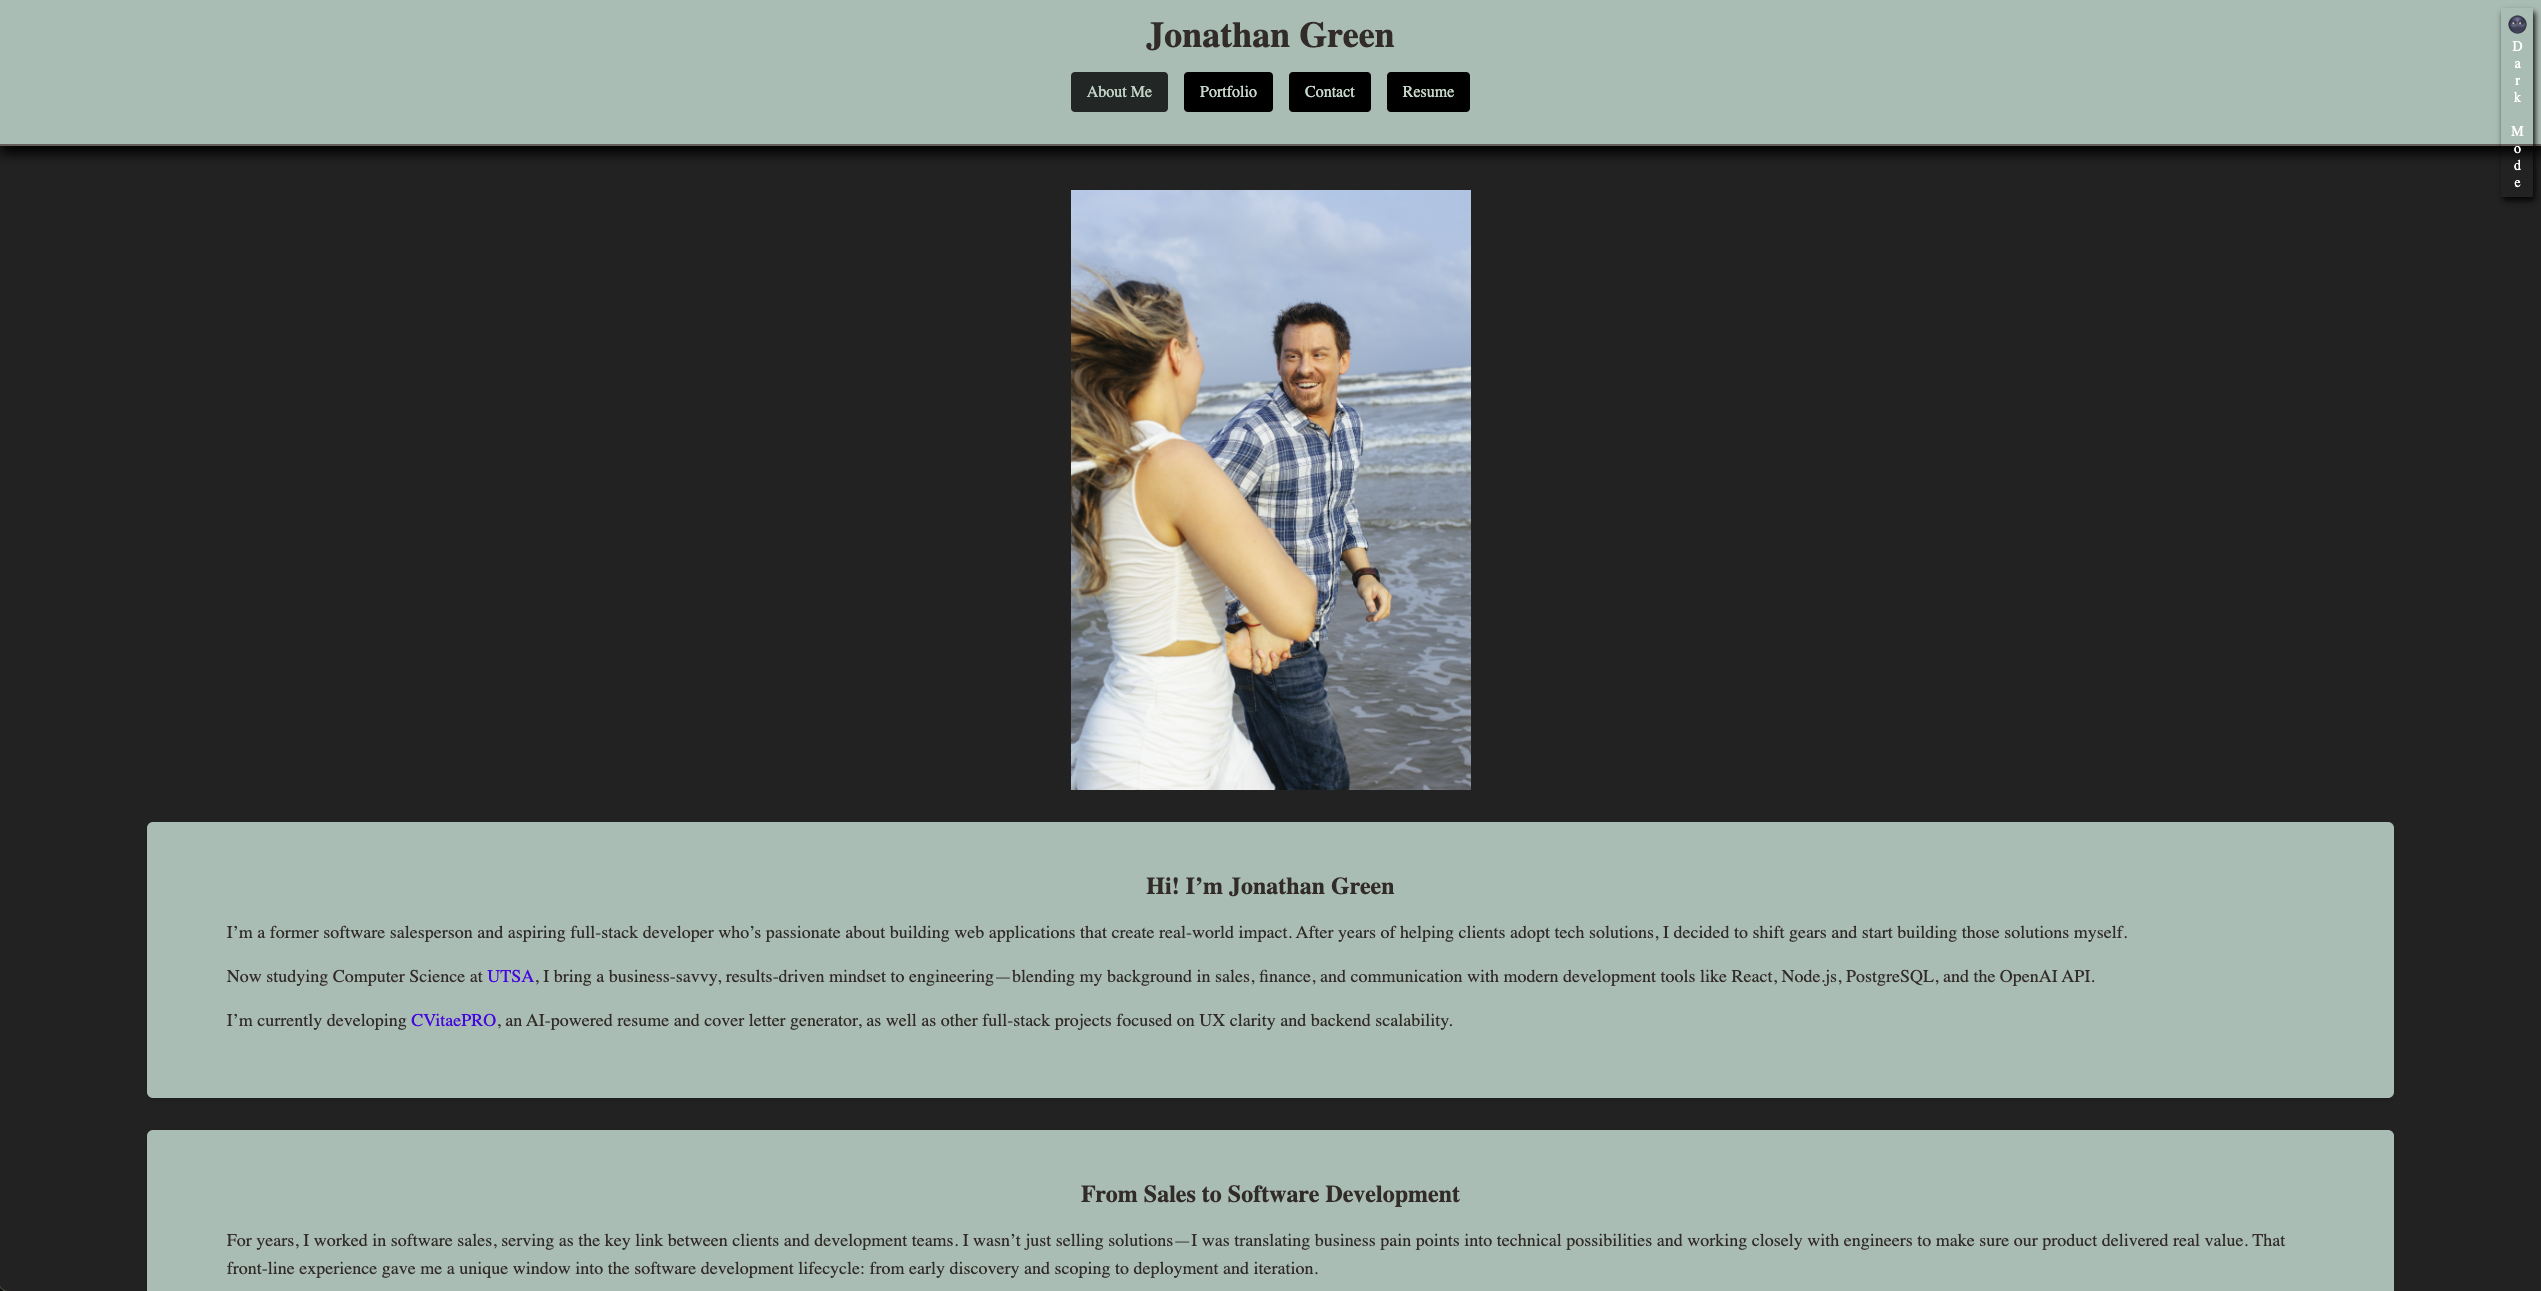 Jonathan Green
About Me
Portfolio
Contact
Resume
Dark Mode
Hi! I’m Jonathan Green
I’m a former software salesperson and aspiring full-stack developer who’s passionate about building web applications that create real-world impact. After years of helping clients adopt tech solutions, I decided to shift gears and start building those solutions myself.
Now studying Computer Science at UTSA, I bring a business-savvy, results-driven mindset to engineering—blending my background in sales, finance, and communication with modern development tools like React, Node.js, PostgreSQL, and the OpenAI API.
I’m currently developing CVitaePRO, an AI-powered resume and cover letter generator, as well as other full-stack projects focused on UX clarity and backend scalability.
From Sales to Software Development
For years, I worked in software sales, serving as the key link between clients and development teams. I wasn’t just selling solutions—I was translating business pain points into technical possibilities and working closely with engineers to make sure our product delivered real value. That
front-line experience gave me a unique window into the software development lifecycle: from early discovery and scoping to deployment and iteration.